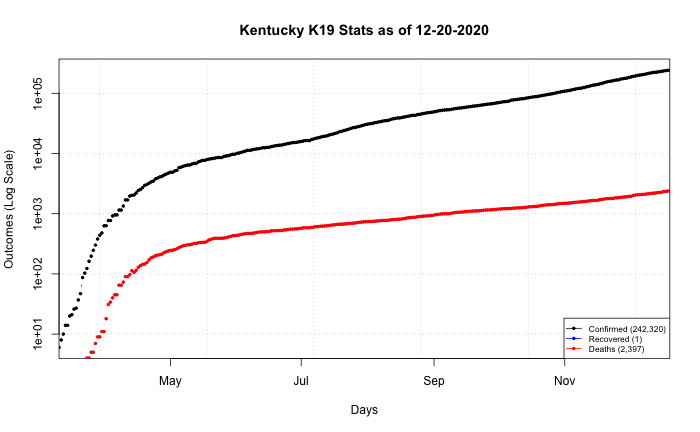 Kentucky K19 Stats as of 12-20-2020
Outcomes (Log Scale)
1e+05
1e+04
1e+03
1e+02
1e+01
Confirmed (242,320)
Recovered (1)
Deaths (2,397)
May Jul Sep Nov
Days